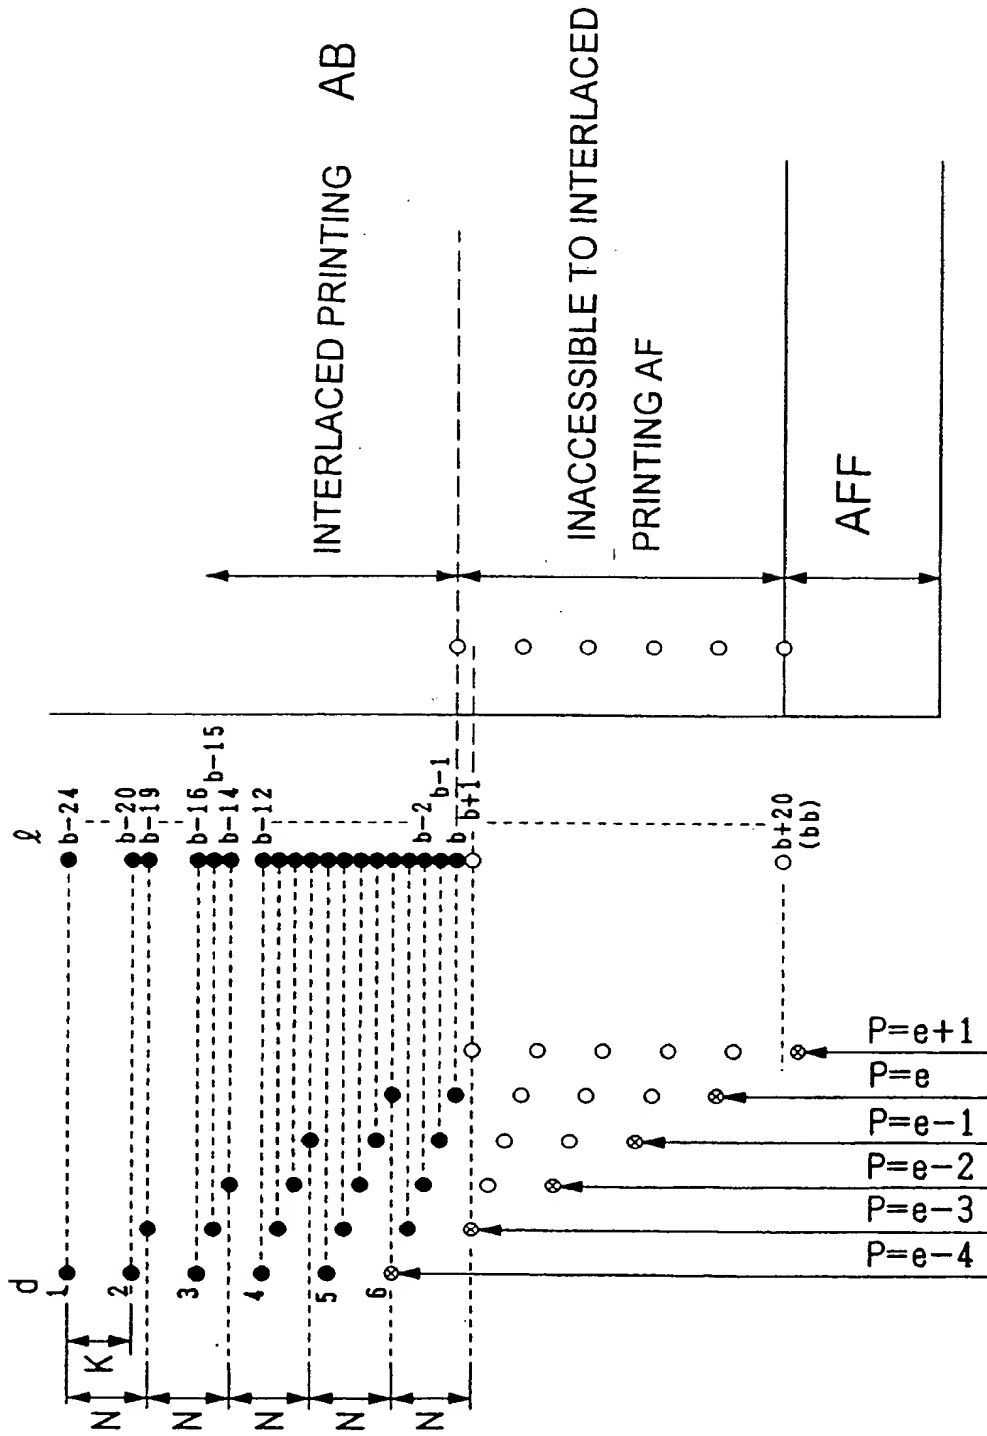 INTERLACED PRINTING AB
INACCESSIBLE TO INTERLACED
PRINTING AF
AFF
ℓ
b-24
b-20
b-19
b-16
b-15
b-14
b-12
b-2
b-1
b
b+1
b+20
(bb)
d
1
2
3
4
5
6
K
N
N
N
N
N
P=e+1
P=e
P=e-1
P=e-2
P=e-3
P=e-4